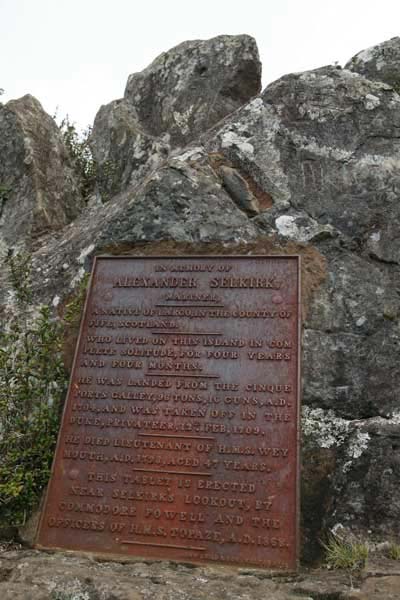 IN MEMORY OF
ALEXANDER SELKIRK,
MARINER,
A NATIVE OF LARGO, IN THE COUNTY OF
FIFE, SCOTLAND.
WHO LIVED ON THIS ISLAND IN COM
PLETE SOLITUDE, FOR FOUR YEARS
AND FOUR MONTHS.
HE WAS LANDED FROM THE CINQUE
PORTS GALLEY, 96 TONS, 16 GUNS, A.D.
1704, AND WAS TAKEN OFF IN THE
DUKE, PRIVATEER, 12TH FEB, 1709.
HE DIED LIEUTENANT OF H.M.S. WEY
MOUTH, A.D. AGED 47 YEARS.
THIS TABLET IS ERECTED
NEAR SELKIRKS LOOKOUT, BY
COMMODORE POWELL AND THE
OFFICERS OF H.M.S. TOPAZE, A.D. 1868.